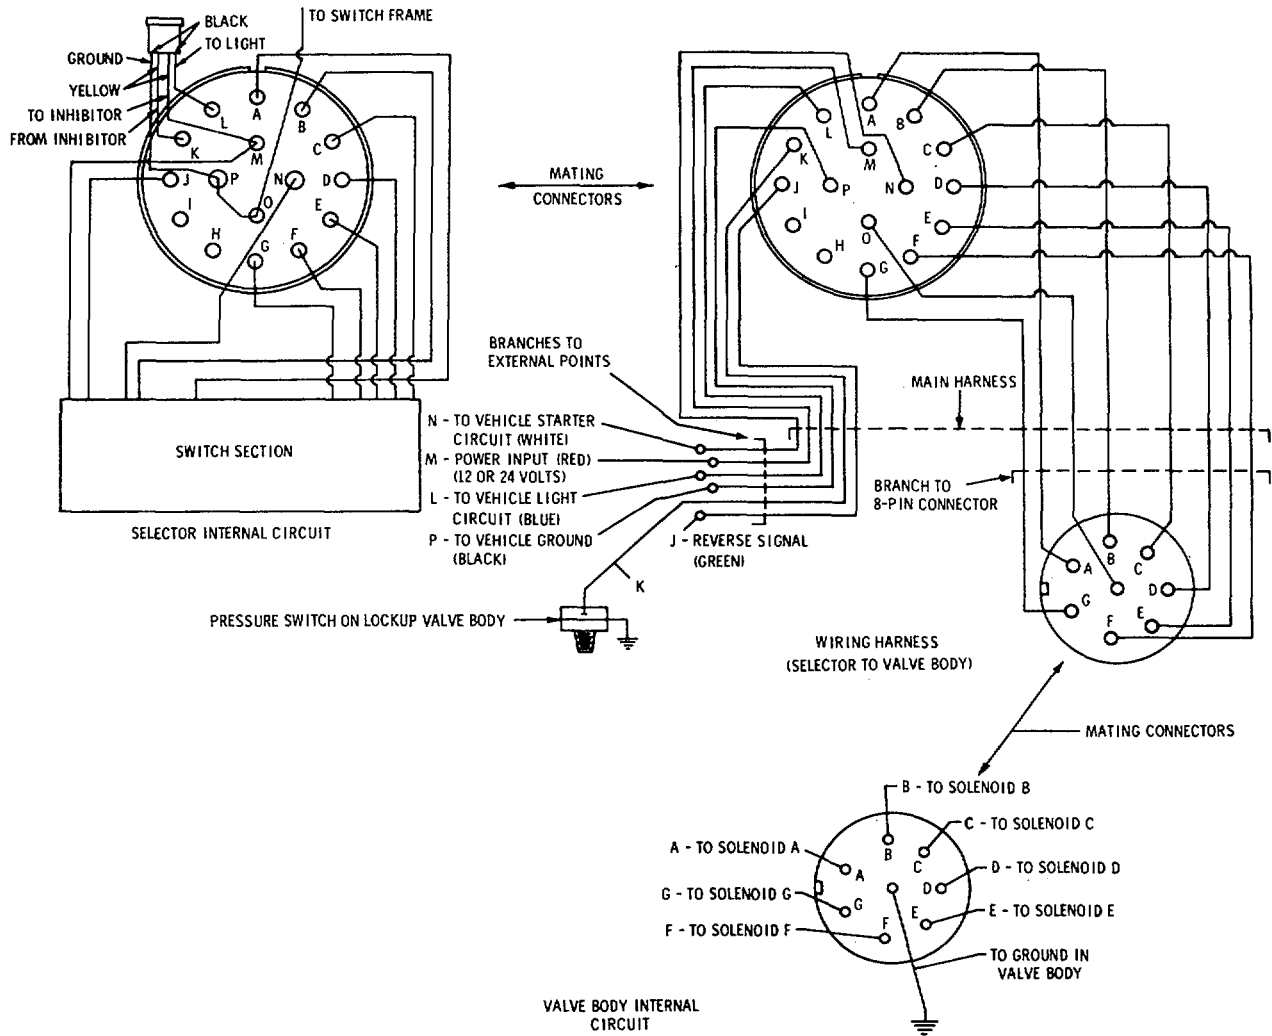 BLACK
TO SWITCH FRAME
TO LIGHT
GROUND
YELLOW
TO INHIBITOR
FROM INHIBITOR
A
B
C
D
E
F
G
H
I
J
K
L
M
N
O
P
MATING
CONNECTORS
A
B
C
D
E
F
G
H
I
J
K
L
M
N
O
P
SWITCH SECTION
SELECTOR INTERNAL CIRCUIT
BRANCHES TO
EXTERNAL POINTS
MAIN HARNESS
N - TO VEHICLE STARTER
CIRCUIT (WHITE)
M - POWER INPUT (RED)
(12 OR 24 VOLTS)
L - TO VEHICLE LIGHT
CIRCUIT (BLUE)
P - TO VEHICLE GROUND
(BLACK)
J - REVERSE SIGNAL
(GREEN)
K
BRANCH TO
8-PIN CONNECTOR
PRESSURE SWITCH ON LOCKUP VALVE BODY
A
B
C
D
E
F
G
WIRING HARNESS
(SELECTOR TO VALVE BODY)
MATING CONNECTORS
B - TO SOLENOID B
C - TO SOLENOID C
A - TO SOLENOID A
D - TO SOLENOID D
G - TO SOLENOID G
E - TO SOLENOID E
F - TO SOLENOID F
A
B
C
D
E
F
G
TO GROUND IN
VALVE BODY
VALVE BODY INTERNAL
CIRCUIT